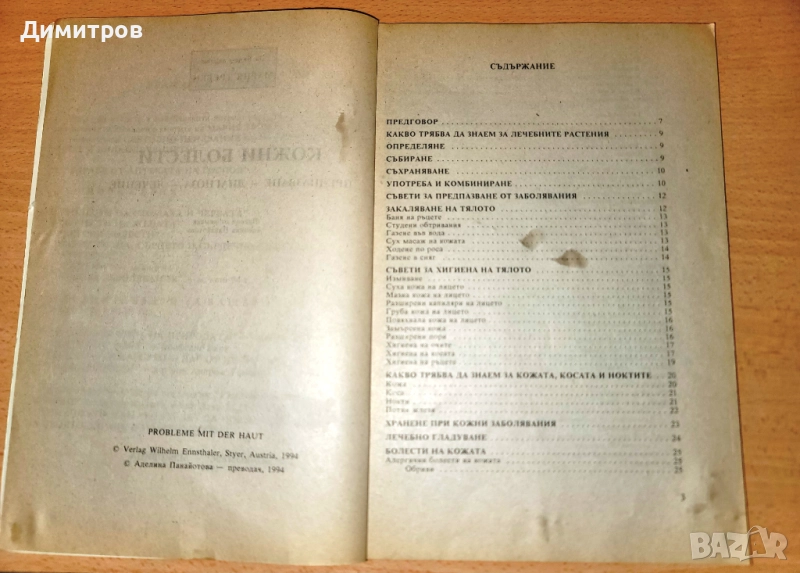 Димитров
КОЖНИ БОЛЕСТИ
PROBLEME MIT DER HAUT
© Verlag Wilhelm Ennsthaler, Styer, Austria, 1994
© Аделина Панайотова – преводач, 1994
СЪДЪРЖАНИЕ
ПРЕДГОВОР 7
КАКВО ТРЯБВА ДА ЗНАЕМ ЗА ЛЕЧЕБНИТЕ РАСТЕНИЯ 9
ОПРЕДЕЛЯНЕ 9
СЪБИРАНЕ 9
СЪХРАНЯВАНЕ 10
УПОТРЕБА И КОМБИНИРАНЕ 10
СЪВЕТИ ЗА ПРЕДПАЗВАНЕ ОТ ЗАБОЛЯВАНИЯ 12
ЗАКАЛЯВАНЕ НА ТЯЛОТО 12
Баня на ръцете 13
Студени обтривания 13
Газене във вода 13
Сух масаж на кожата 13
Ходене по роса 14
Газене в сняг 14
СЪВЕТИ ЗА ХИГИЕНА НА ТЯЛОТО 15
Измиване 15
Суха кожа на лицето 15
Мазна кожа на лицето 15
Разширени капиляри на лицето 15
Груба кожа на лицето 15
Повяхнала кожа на лицето 16
Замърсена кожа 16
Разширени пори 16
Хигиена на очите 17
Хигиена на косата 17
Хигиена на ръцете 19
КАКВО ТРЯБВА ДА ЗНАЕМ ЗА КОЖАТА, КОСАТА И НОКТИТЕ 20
Кожа 20
Коса 21
Нокти 21
Потни жлези 22
ХРАНЕНЕ ПРИ КОЖНИ ЗАБОЛЯВАНИЯ 23
ЛЕЧЕБНО ГЛАДУВАНЕ 24
БОЛЕСТИ НА КОЖАТА 25
Алергични болести на кожата 25
Обриви 25
5
BAZAR